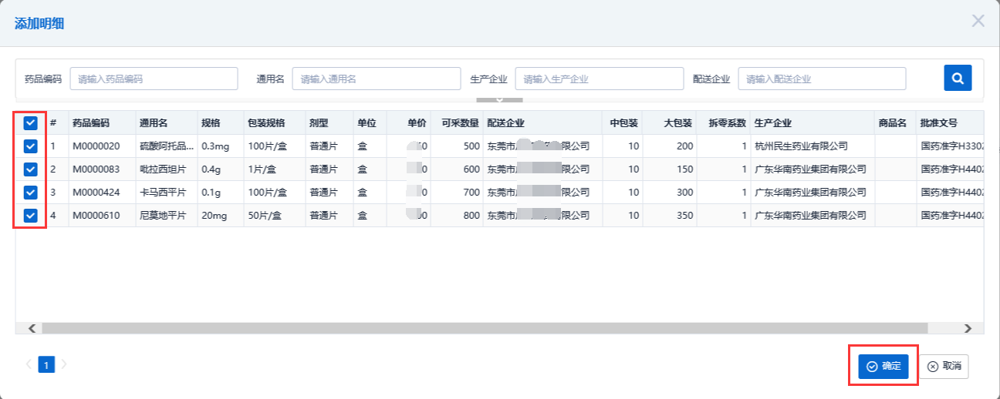 添加明细
药品编码 请输入药品编码 通用名 请输入通用名 生产企业 请输入生产企业 配送企业 请输入配送企业
# 药品编码 通用名 规格 包装规格 剂型 单位 单价 可采数量 配送企业 中包装 大包装 拆零系数 生产企业 商品名 批准文号
1 M0000020 硫酸阿托品... 0.3mg 100片/盒 普通片 盒 500 东莞市 限公司 10 200 1 杭州民生药业有限公司 国药准字H3302
2 M0000083 吡拉西坦片 0.4g 1片/盒 普通片 盒 600 东莞市 限公司 10 150 1 广东华南药业集团有限公司 国药准字H4402
3 M0000424 卡马西平片 0.1g 100片/盒 普通片 盒 700 东莞市 限公司 10 300 1 广东华南药业集团有限公司 国药准字H4402
4 M0000610 尼莫地平片 20mg 50片/盒 普通片 盒 800 东莞市 限公司 10 350 1 广东华南药业集团有限公司 国药准字H4402
1
确定 取消